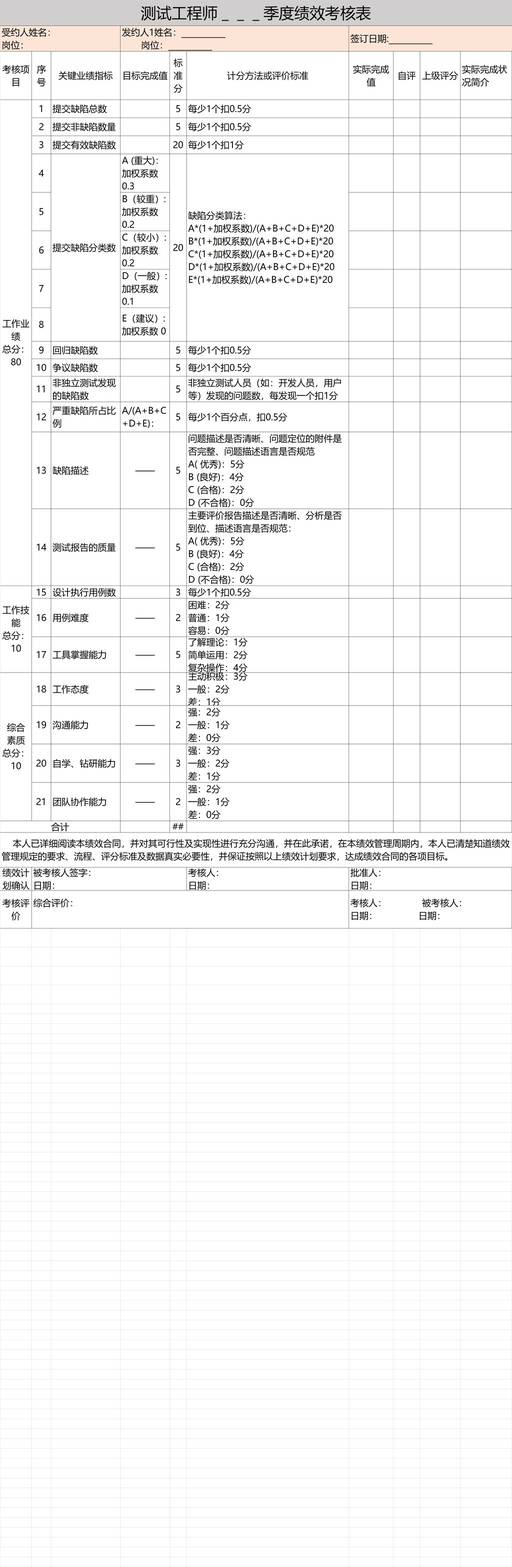 测试工程师 _ _ _ 季度绩效考核表
受约人姓名： 发约人1姓名： ________ 签订日期:________
岗位： 岗位：________
考核项目 序号 关键业绩指标 目标完成值 标准分 计分方法或评价标准 实际完成值 自评 上级评分 实际完成状况简介
工作业绩
总分：80
1 提交缺陷总数 5 每少1个扣0.5分
2 提交非缺陷数量 5 每少1个扣0.5分
3 提交有效缺陷数 20 每少1个扣1分
4 A (重大)：加权系数 0.3
5 B（较重）：加权系数 0.2
提交缺陷分类数 20
缺陷分类算法：
A*(1+加权系数)/(A+B+C+D+E)*20
B*(1+加权系数)/(A+B+C+D+E)*20
C*(1+加权系数)/(A+B+C+D+E)*20
D*(1+加权系数)/(A+B+C+D+E)*20
E*(1+加权系数)/(A+B+C+D+E)*20
6 C（较小）：加权系数 0.2
7 D（一般）：加权系数 0.1
8 E（建议）：加权系数 0
9 回归缺陷数 5 每少1个扣0.5分
10 争议缺陷数 5 每少1个扣0.5分
11 非独立测试发现的缺陷数 5 非独立测试人员（如：开发人员，用户等）发现的问题数，每发现一个扣1分
12 严重缺陷所占比例 A/(A+B+C+D+E)： 5 每少1个百分点，扣0.5分
13 缺陷描述 —— 5 问题描述是否清晰、问题定位的附件是否完整、问题描述语言是否规范
A( 优秀)：5分
B (良好)：4分
C (合格)：2分
D (不合格)：0分
14 测试报告的质量 —— 5 主要评价报告描述是否清晰、分析是否到位、描述语言是否规范：
A( 优秀)：5分
B (良好)：4分
C (合格)：2分
D (不合格)：0分
工作技能
总分：10
15 设计执行用例数 3 每少1个扣0.5分
16 用例难度 —— 2 困难：2分
普通：1分
容易：0分
17 工具掌握能力 —— 5 了解理论：1分
简单运用：2分
复杂操作：4分
综合素质
总分：10
18 工作态度 —— 3 主动积极：3分
一般：2分
差：1分
19 沟通能力 —— 2 强：2分
一般：1分
差：0分
20 自学、钻研能力 —— 3 强：3分
一般：2分
差：1分
21 团队协作能力 —— 2 强：2分
一般：1分
差：0分
合计 ##
本人已详细阅读本绩效合同，并对其可行性及实现性进行充分沟通，并在此承诺，在本绩效管理周期内，本人已清楚知道绩效
管理规定的要求、流程、评分标准及数据真实必要性，并保证按照以上绩效计划要求，达成绩效合同的各项目标。
绩效计划确认 被考核人签字： 考核人： 批准人：
日期： 日期： 日期：
考核评价 综合评价： 考核人： 被考核人：
日期： 日期：